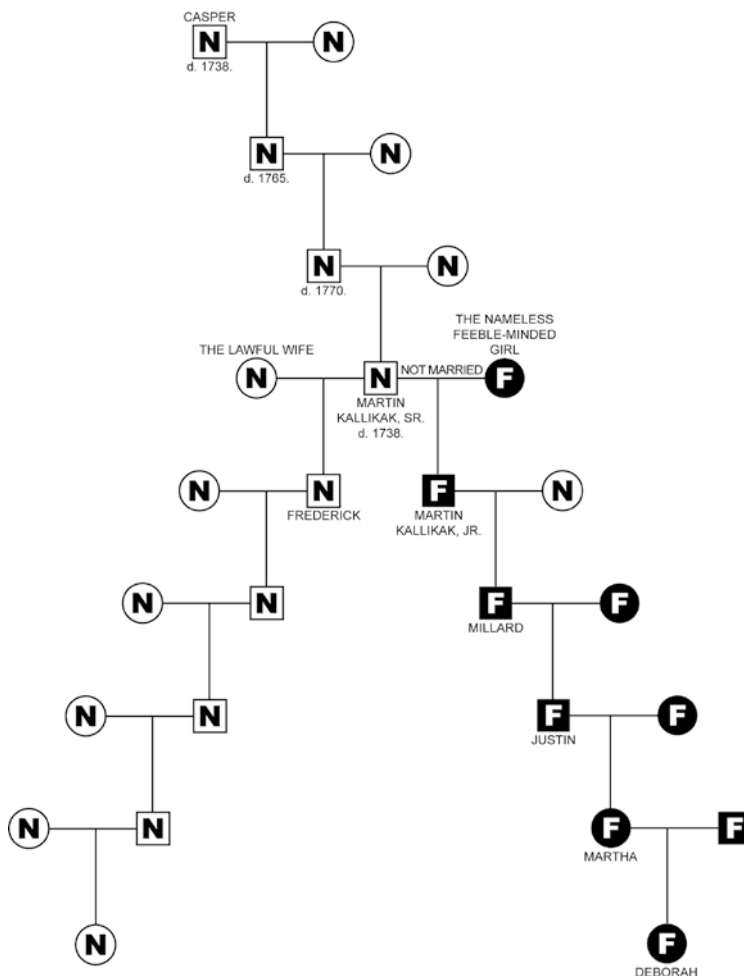 CASPER
N N
d. 1738.
N N
d. 1765.
N N
d. 1770.
THE NAMELESS
FEEBLE-MINDED
GIRL
THE LAWFUL WIFE
NOT MARRIED
N N F
MARTIN
KALLIKAK, SR.
d. 1738.
N N F N
FREDERICK
MARTIN
KALLIKAK, JR.
N N F F
MILLARD
N N F F
JUSTIN
N N F F
MARTHA
N F
DEBORAH